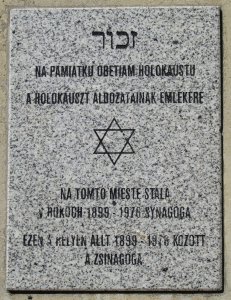 זכור
NA PAMIATKU OBETIAM HOLOKAUSTU
A HOLOKAUSZT ÁLDOZATAINAK EMLÉKÉRE
NA TOMTO MIESTE STÁLA
V ROKOCH 1899 - 1976 SYNAGÓGA
EZEN A HELYEN ÁLLT 1899 - 1976 KÖZÖTT
A ZSINAGÓGA